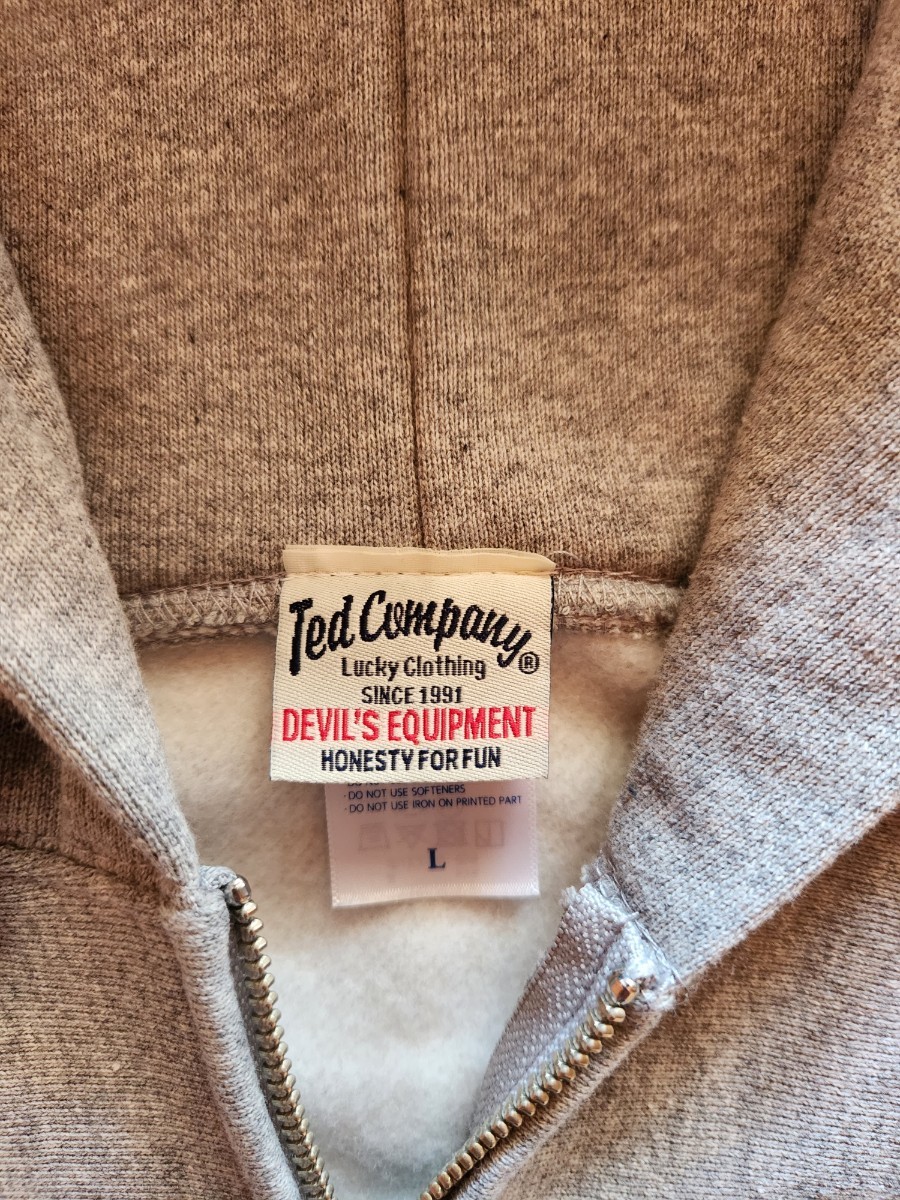 Ted Company®
Lucky Clothing
SINCE 1991
DEVIL'S EQUIPMENT
HONESTY FOR FUN
· DO NOT USE SOFTENERS
· DO NOT USE IRON ON PRINTED PART
L